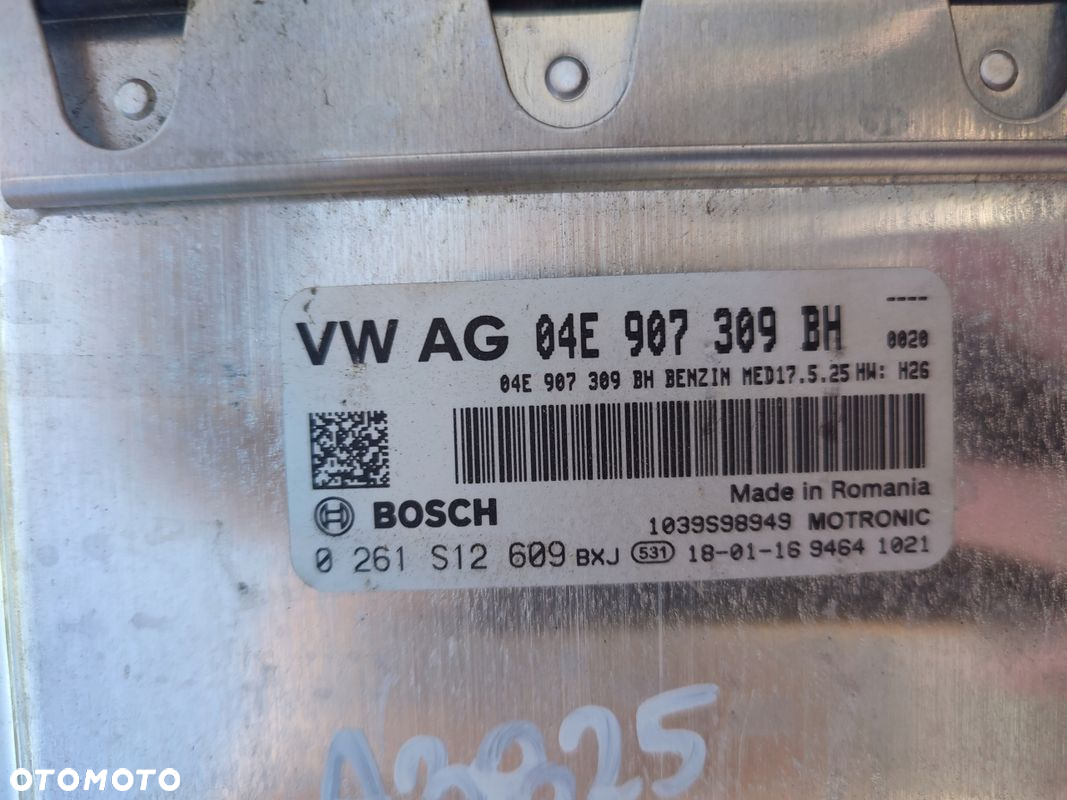 ----
VW AG 04E 907 309 BH 0020
04E 907 309 BH BENZIN MED17.5.25 HW: H26
Made in Romania
BOSCH 1039S98949 MOTRONIC
0 261 S12 609 BXJ 531 18-01-16 9464 1021
A2825
OTOMOTO